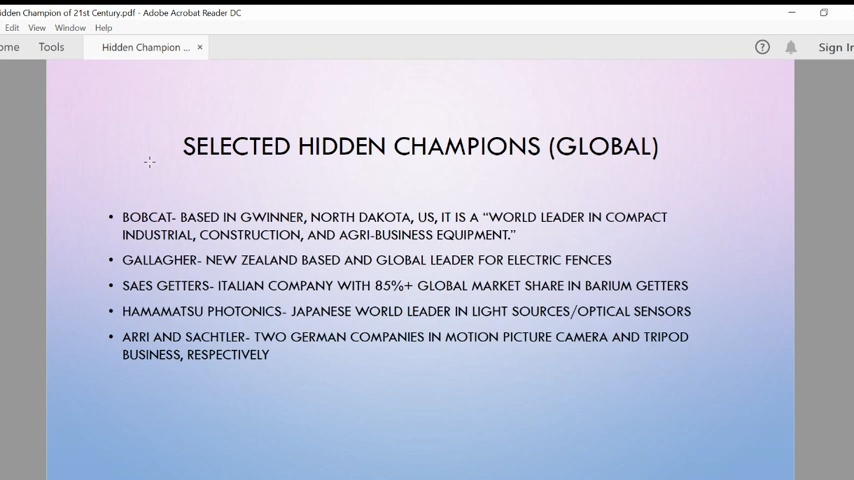 idden Champion of 21st Century.pdf - Adobe Acrobat Reader DC
Edit View Window Help
ome Tools Hidden Champion ... × ? Sign In
SELECTED HIDDEN CHAMPIONS (GLOBAL)
• BOBCAT- BASED IN GWINNER, NORTH DAKOTA, US, IT IS A “WORLD LEADER IN COMPACT
INDUSTRIAL, CONSTRUCTION, AND AGRI-BUSINESS EQUIPMENT.”
• GALLAGHER- NEW ZEALAND BASED AND GLOBAL LEADER FOR ELECTRIC FENCES
• SAES GETTERS- ITALIAN COMPANY WITH 85%+ GLOBAL MARKET SHARE IN BARIUM GETTERS
• HAMAMATSU PHOTONICS- JAPANESE WORLD LEADER IN LIGHT SOURCES/OPTICAL SENSORS
• ARRI AND SACHTLER- TWO GERMAN COMPANIES IN MOTION PICTURE CAMERA AND TRIPOD
BUSINESS, RESPECTIVELY